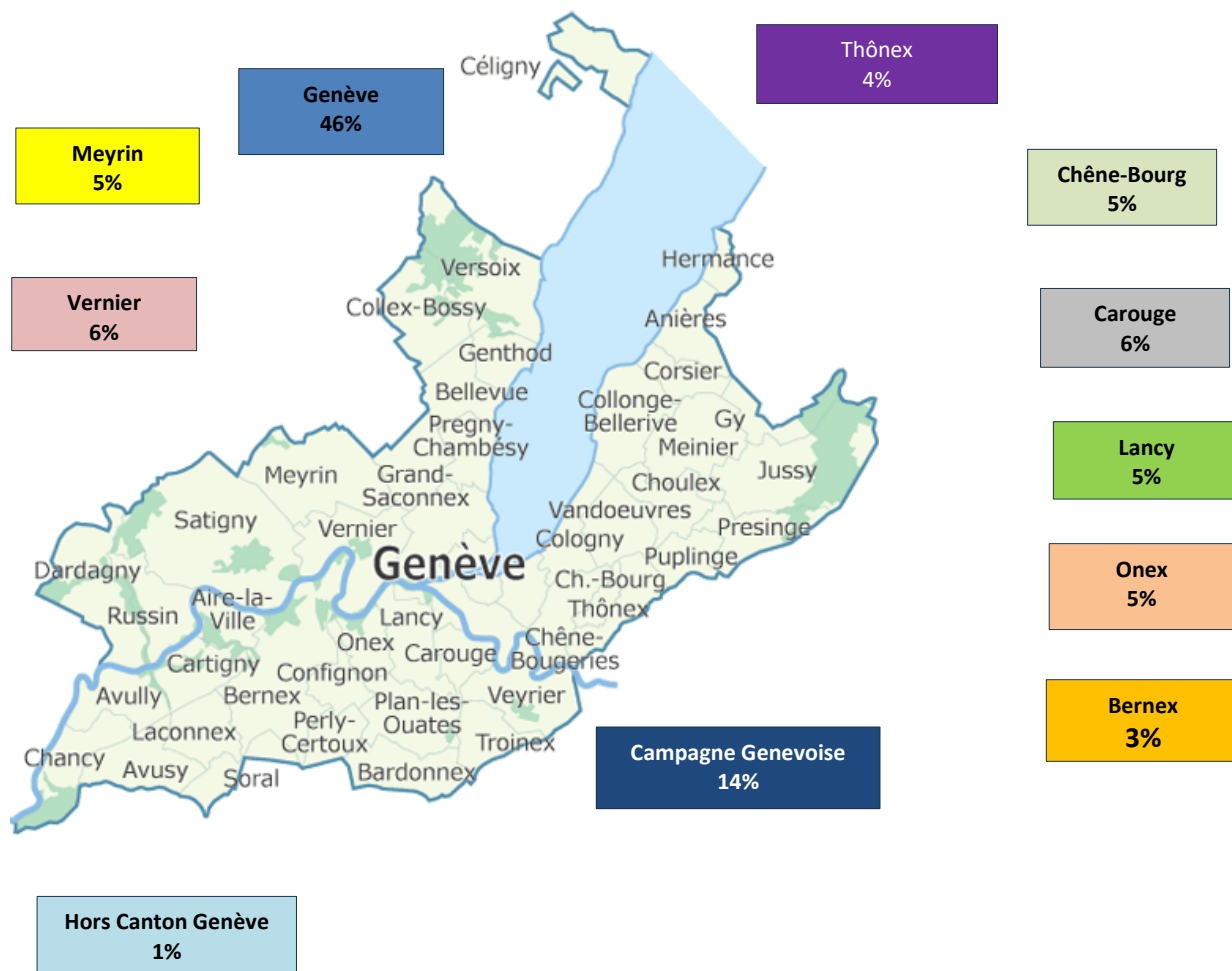 Céligny
Thônex
4%
Genève
46%
Meyrin
5%
Chêne-Bourg
5%
Vernier
6%
Carouge
6%
Lancy
5%
Onex
5%
Bernex
3%
Versoix
Collex-Bossy
Genthod
Bellevue
Pregny-
Chambésy
Hermance
Anières
Corsier
Collonge-
Bellerive
Gy
Meinier
Jussy
Choulex
Vandoeuvres
Presinge
Cologny
Puplinge
Ch.-Bourg
Thônex
Chêne-
Bougeries
Meyrin
Grand-
Saconnex
Satigny
Vernier
Genève
Dardagny
Russin
Aire-la-
Ville
Lancy
Onex
Carouge
Cartigny
Confignon
Avully
Bernex
Plan-les-
Ouates
Veyrier
Laconnex
Perly-
Certoux
Troinex
Chancy
Avusy
Soral
Bardonnex
Campagne Genevoise
14%
Hors Canton Genève
1%